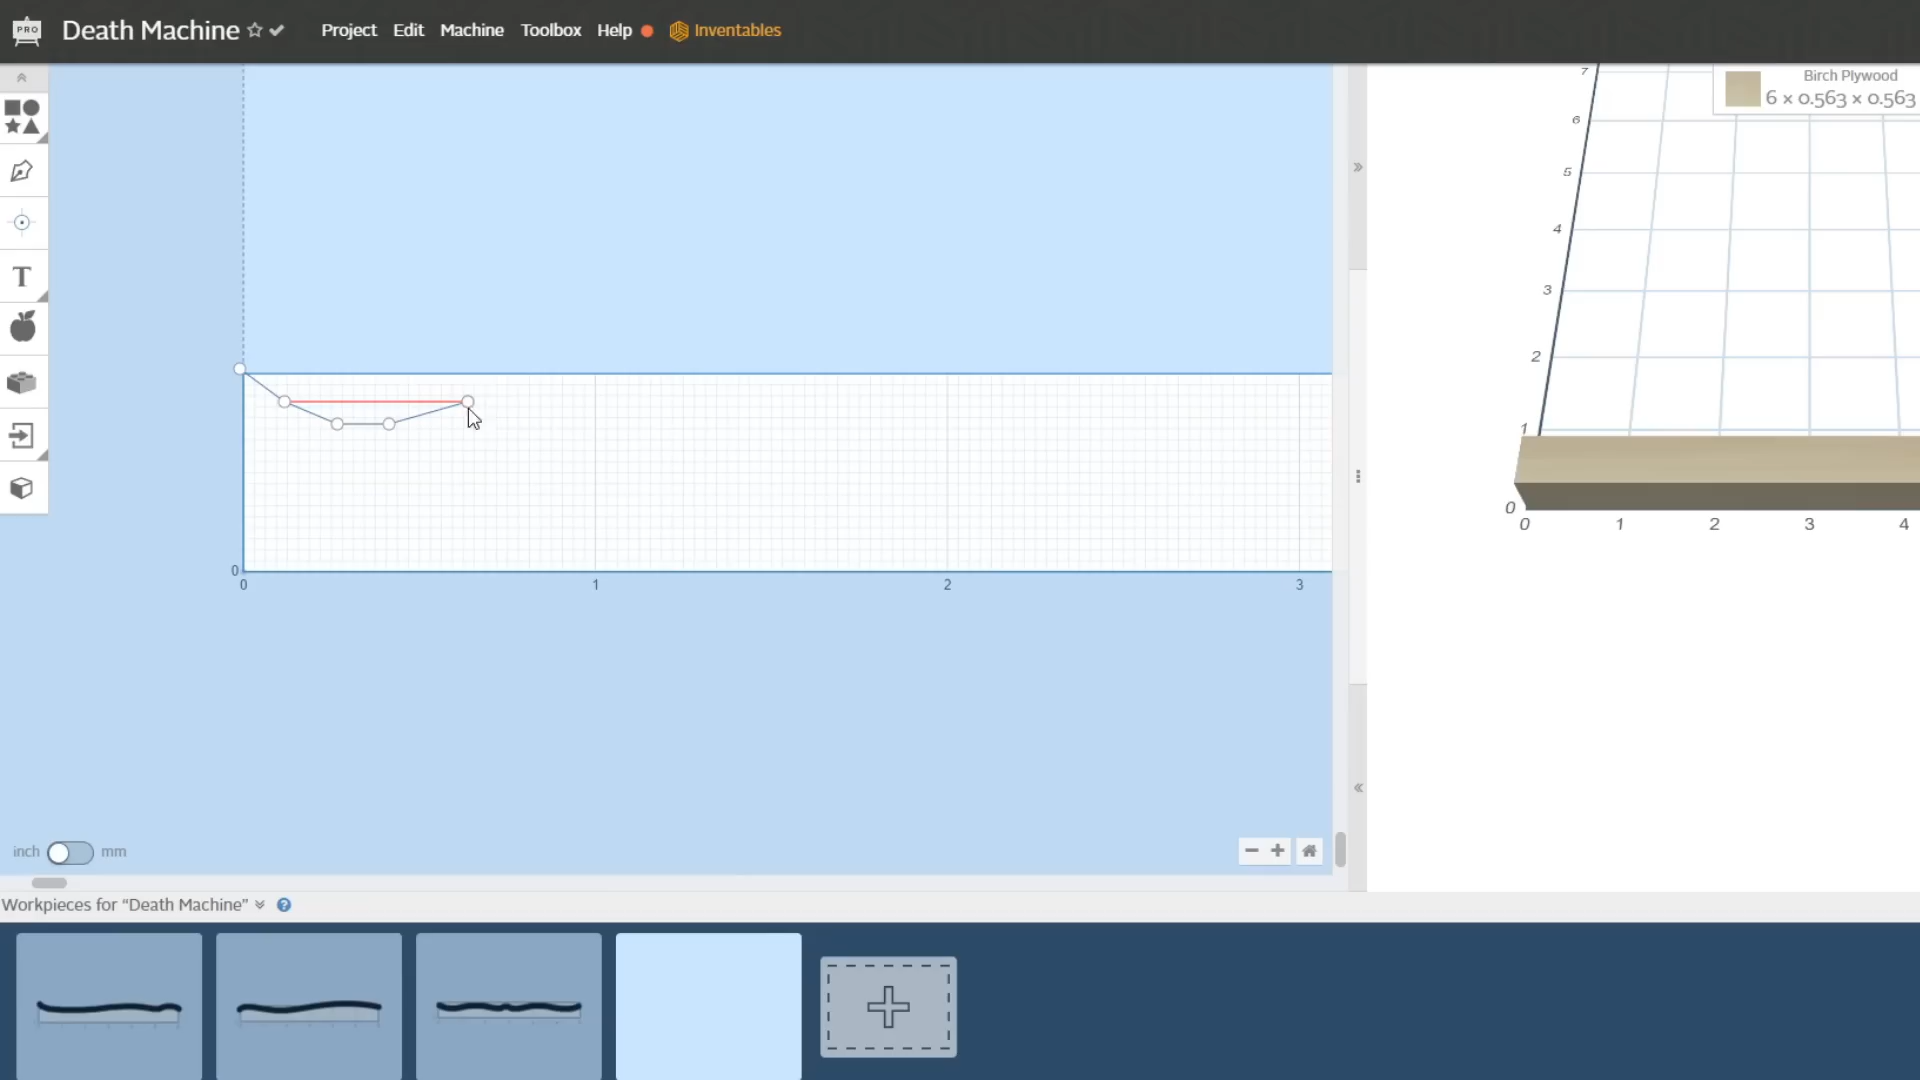 PRO
Death Machine Project Edit Machine Toolbox Help Inventables
Birch Plywood
6 × 0.563 × 0.563
T
7
6
5
4
3
2
1
0
0 1 2 3 4
0
0 1 2 3
inch mm
Workpieces for “Death Machine” ?